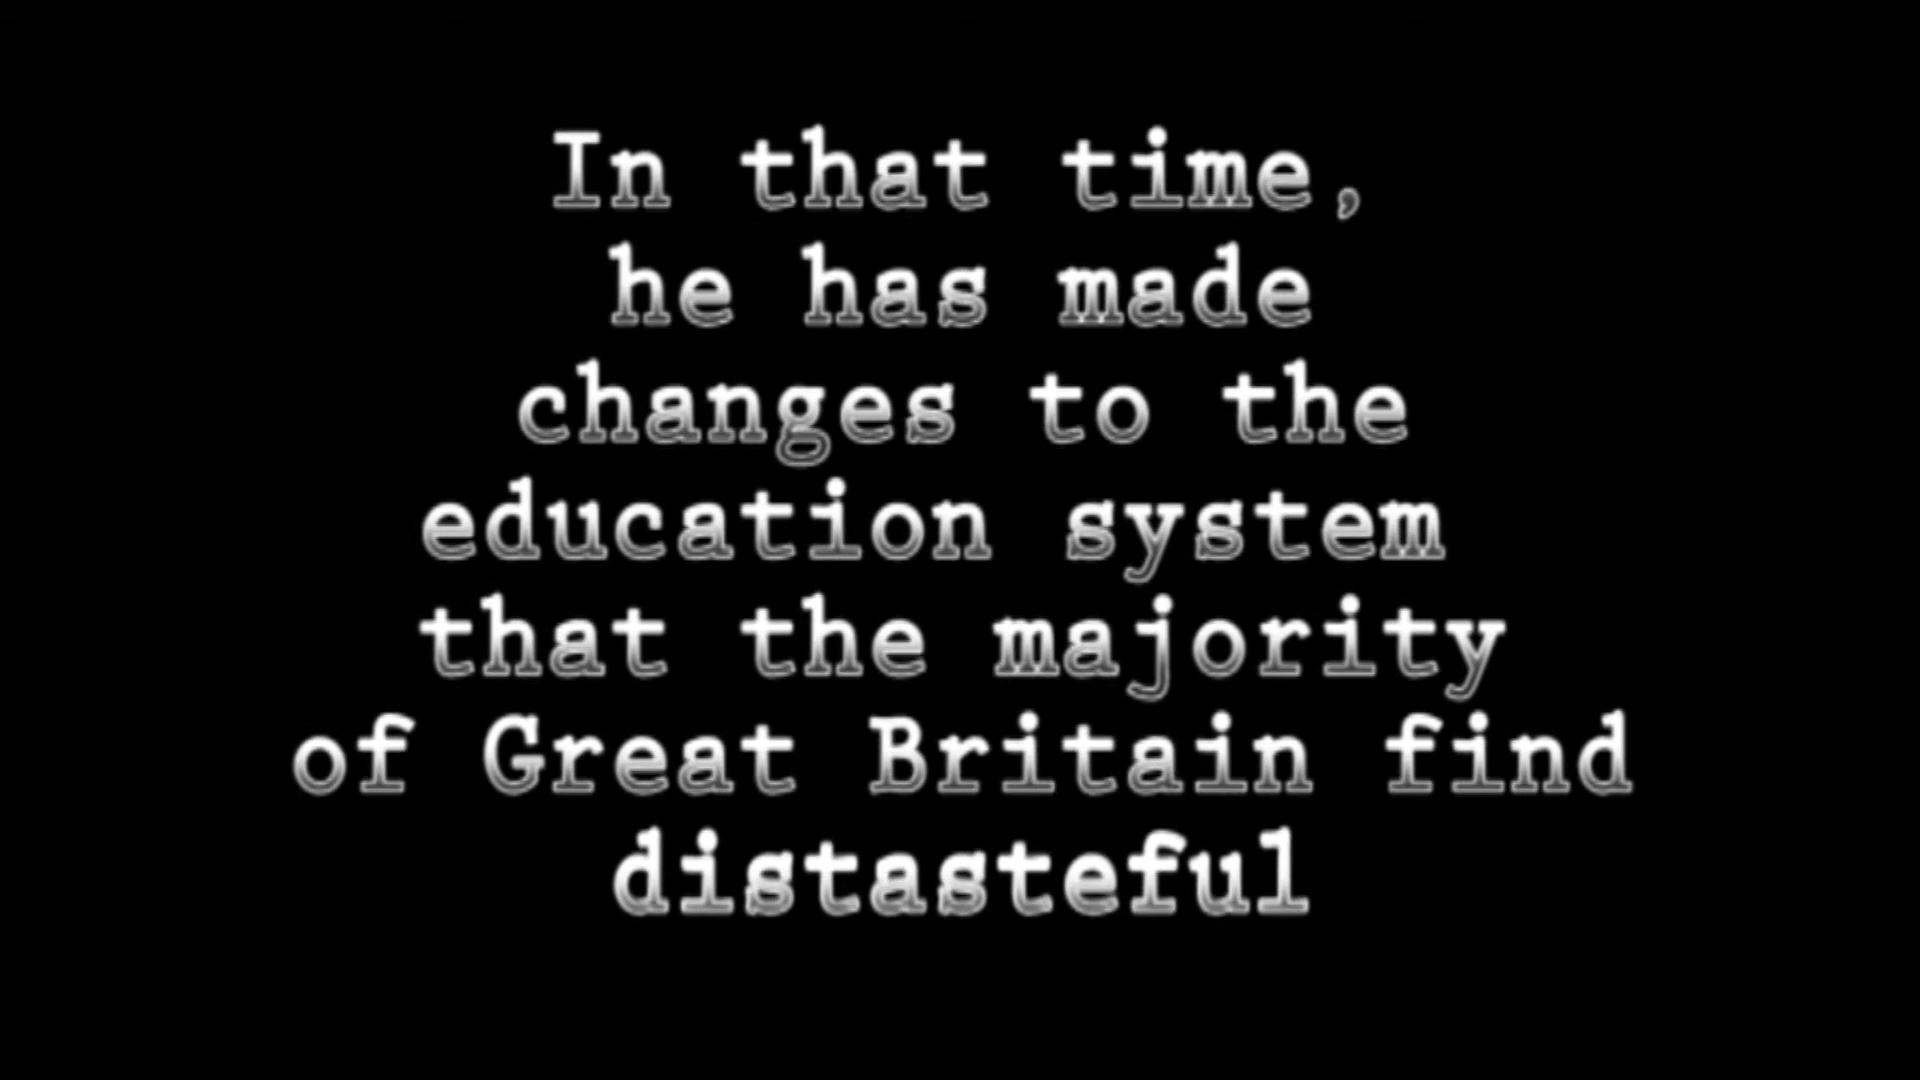 In that time,
he has made
changes to the
education system
that the majority
of Great Britain find
distasteful